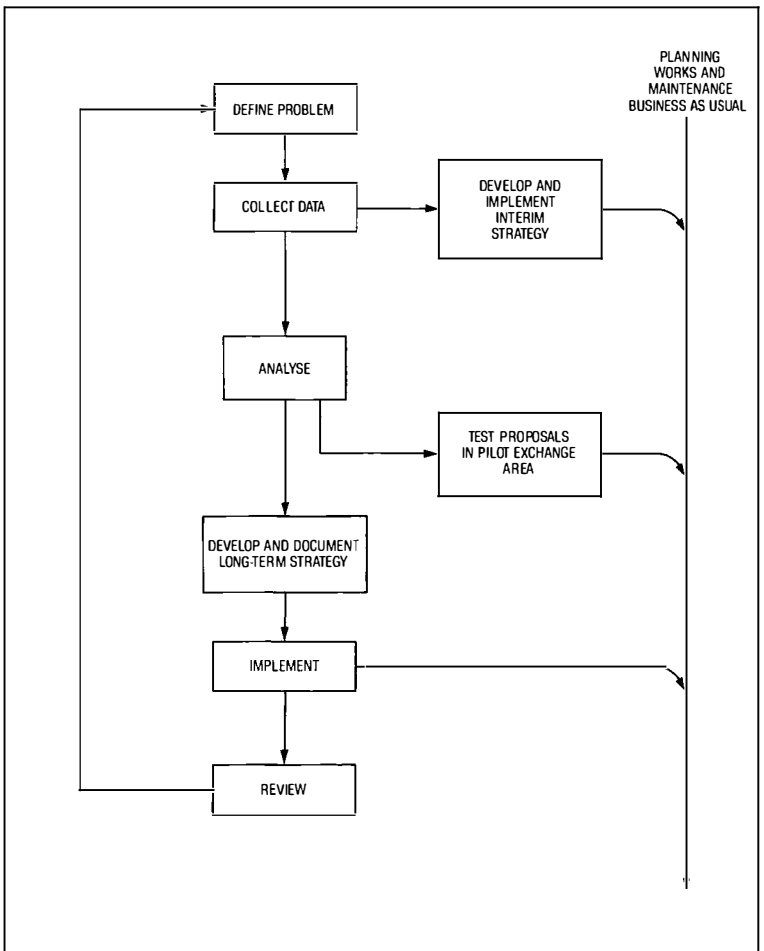 PLANNING
WORKS AND
MAINTENANCE
BUSINESS AS USUAL
DEFINE PROBLEM
COLLECT DATA
DEVELOP AND
IMPLEMENT
INTERIM
STRATEGY
ANALYSE
TEST PROPOSALS
IN PILOT EXCHANGE
AREA
DEVELOP AND DOCUMENT
LONG-TERM STRATEGY
IMPLEMENT
REVIEW